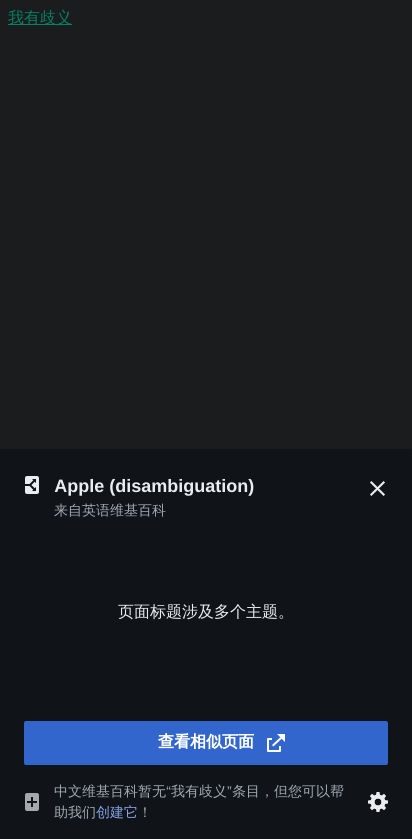 我有歧义
Apple (disambiguation)
来自英语维基百科
页面标题涉及多个主题。
查看相似页面
中文维基百科暂无“我有歧义”条目，但您可以帮
助我们创建它！